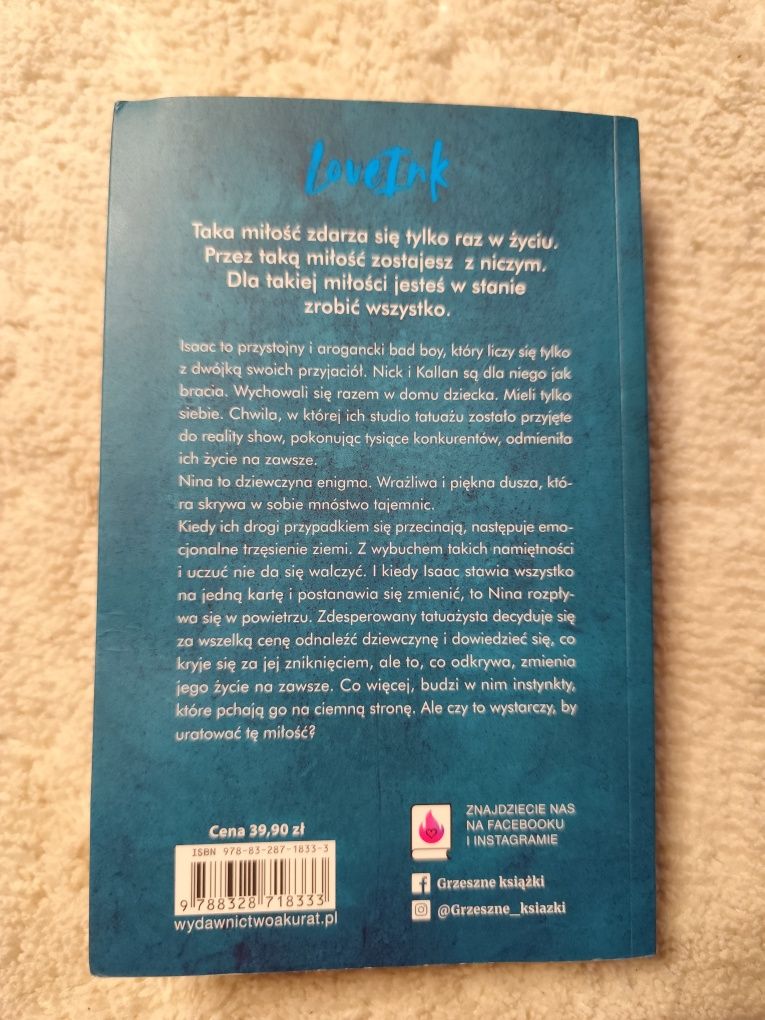 LoveInk
Taka miłość zdarza się tylko raz w życiu.
Przez taką miłość zostajesz z niczym.
Dla takiej miłości jesteś w stanie
zrobić wszystko.
Isaac to przystojny i arogancki bad boy, który liczy się tylko
z dwójką swoich przyjaciół. Nick i Kallan są dla niego jak
bracia. Wychowali się razem w domu dziecka. Mieli tylko
siebie. Chwila, w której ich studio tatuażu zostało przyjęte
do reality show, pokonując tysiące konkurentów, odmieniła
ich życie na zawsze.
Nina to dziewczyna enigma. Wrażliwa i piękna dusza, któ-
ra skrywa w sobie mnóstwo tajemnic.
Kiedy ich drogi przypadkiem się przecinają, następuje emo-
cjonalne trzęsienie ziemi. Z wybuchem takich namiętności
i uczuć nie da się walczyć. I kiedy Isaac stawia wszystko
na jedną kartę i postanawia się zmienić, to Nina rozpły-
wa się w powietrzu. Zdesperowany tatuażysta decyduje się
za wszelką cenę odnaleźć dziewczynę i dowiedzieć się, co
kryje się za jej zniknięciem, ale to, co odkrywa, zmienia
jego życie na zawsze. Co więcej, budzi w nim instynkty,
które pchają go na ciemną stronę. Ale czy to wystarczy, by
uratować tę miłość?
Cena 39,90 zł
ISBN 978-83-287-1833-3
9 788328 718333
wydawnictwoakurat.pl
ZNAJDZIECIE NAS
NA FACEBOOKU
I INSTAGRAMIE
Grzeszne książki
@Grzeszne_ksiazki